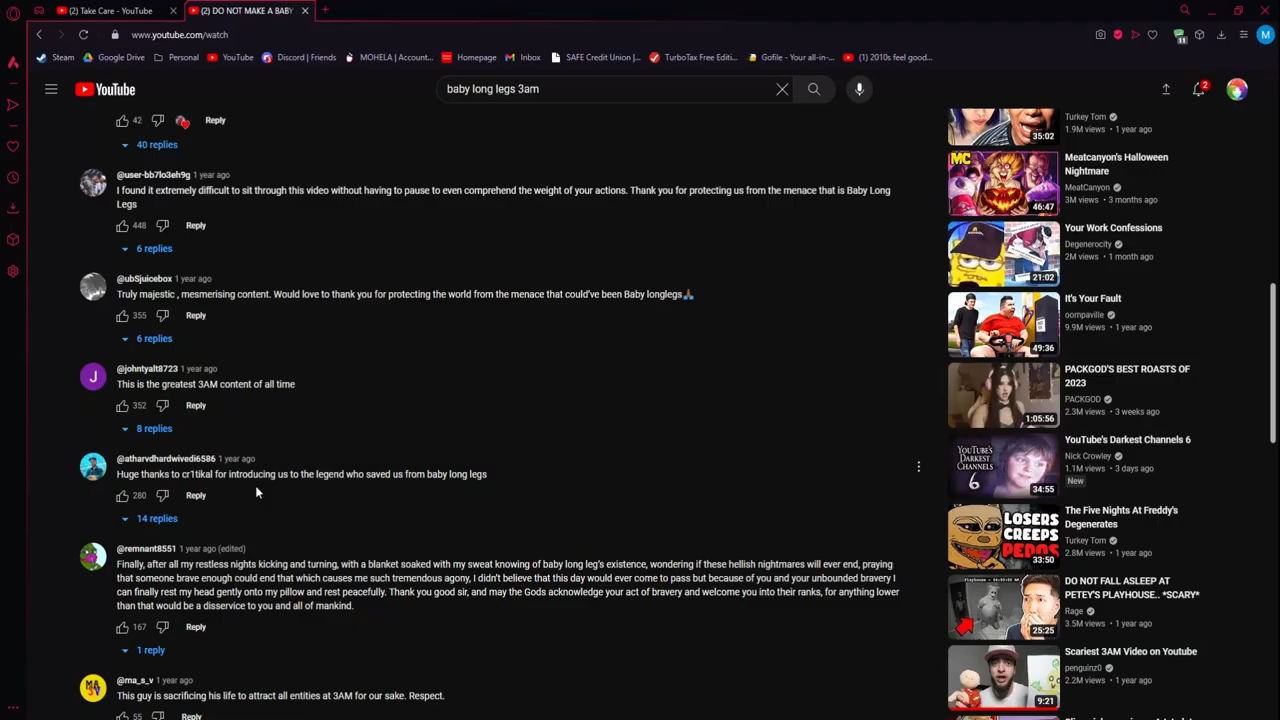 (2) Take Care - YouTube
(2) DO NOT MAKE A BABY
www.youtube.com/watch
11
M
Steam
Google Drive
Personal
YouTube
Discord | Friends
MOHELA | Account...
Homepage
Inbox
SAFE Credit Union |...
TurboTax Free Editi...
Gofile - Your all-in-...
(1) 2010s feel good...
YouTube
baby long legs 3am
2
42
Reply
40 replies
@user-bb7lo3eh9g 1 year ago
I found it extremely difficult to sit through this video without having to pause to even comprehend the weight of your actions. Thank you for protecting us from the menace that is Baby Long
Legs
448
Reply
6 replies
@ubSjuicebox 1 year ago
Truly majestic , mesmerising content. Would love to thank you for protecting the world from the menace that could've been Baby longlegs🙏🏾
355
Reply
6 replies
J
@johntyalt8723 1 year ago
This is the greatest 3AM content of all time
352
Reply
8 replies
@atharvdhardwivedi6586 1 year ago
Huge thanks to cr1tikal for introducing us to the legend who saved us from baby long legs
280
Reply
14 replies
@remnant8551 1 year ago (edited)
Finally, after all my restless nights kicking and turning, with a blanket soaked with my sweat knowing of baby long leg's existence, wondering if these hellish nightmares will ever end, praying
that someone brave enough could end that which causes me such tremendous agony, I didn't believe that this day would ever come to pass but because of you and your unbounded bravery I
can finally rest my head gently onto my pillow and rest peacefully. Thank you good sir, and may the Gods acknowledge your act of bravery and welcome you into their ranks, for anything lower
than that would be a disservice to you and all of mankind.
167
Reply
1 reply
@ma_s_v 1 year ago
This guy is sacrificing his life to attract all entities at 3AM for our sake. Respect.
55
Reply
35:02
Turkey Tom
1.9M views • 1 year ago
MC
46:47
Meatcanyon's Halloween
Nightmare
MeatCanyon
3M views • 3 months ago
21:02
Your Work Confessions
Degenerocity
2M views • 1 month ago
49:36
It's Your Fault
oompaville
9.9M views • 1 year ago
1:05:56
PACKGOD'S BEST ROASTS OF
2023
PACKGOD
2.3M views • 3 weeks ago
YOUTUBE'S
DARKEST
CHANNELS
6
34:55
YouTube's Darkest Channels 6
Nick Crowley
1.1M views • 3 days ago
New
LOSERS
CREEPS
PEDOS
33:50
The Five Nights At Freddy's
Degenerates
Turkey Tom
2.8M views • 1 year ago
25:25
DO NOT FALL ASLEEP AT
PETEY'S PLAYHOUSE.. *SCARY*
Rage
3.5M views • 1 year ago
9:21
Scariest 3AM Video on Youtube
penguinz0
2.2M views • 1 year ago